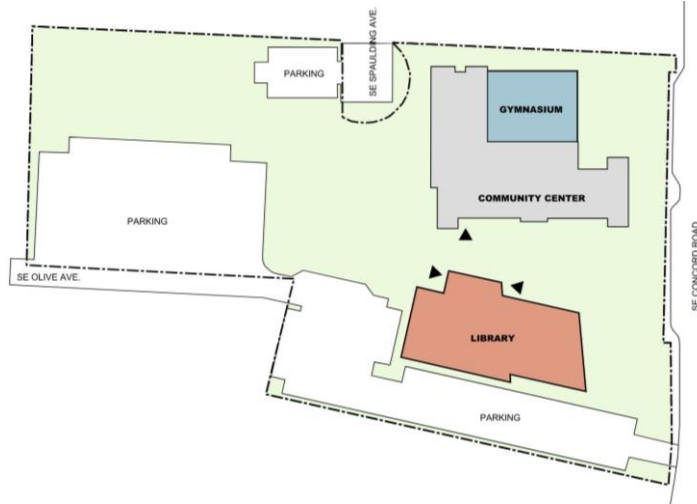 SE SPAULDING AVE.
PARKING
GYMNASIUM
COMMUNITY CENTER
PARKING
SE CONCORD ROAD
SE OLIVE AVE.
LIBRARY
PARKING